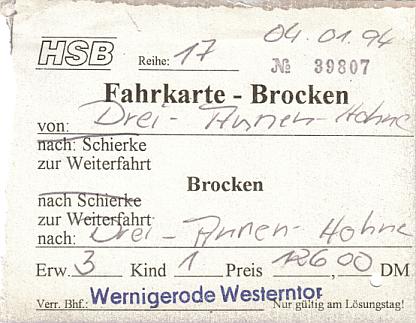 04.01.94
HSB Reihe: 17 № 39807
Fahrkarte - Brocken
von: Drei-Annen-Hohne
nach: Schierke
zur Weiterfahrt
Brocken
nach Schierke
zur Weiterfahrt
nach: Drei-Annen-Hohne
Erw. 3 Kind 1 Preis 126,00 DM
Verr. Bhf.: Wernigerode Westerntor Nur gültig am Lösungstag!